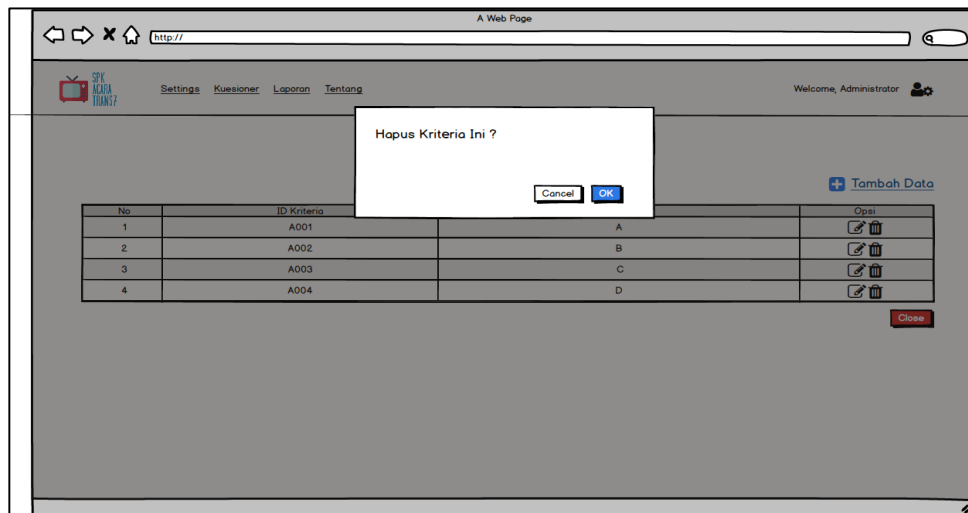 A Web Page
http://
SPK
ACARA
TRANS7
Settings Kuesioner Laporan Tentang
Welcome, Administrator
Hapus Kriteria Ini ?
Cancel OK
Tambah Data
No ID Kriteria Opsi
1 A001 A
2 A002 B
3 A003 C
4 A004 D
Close